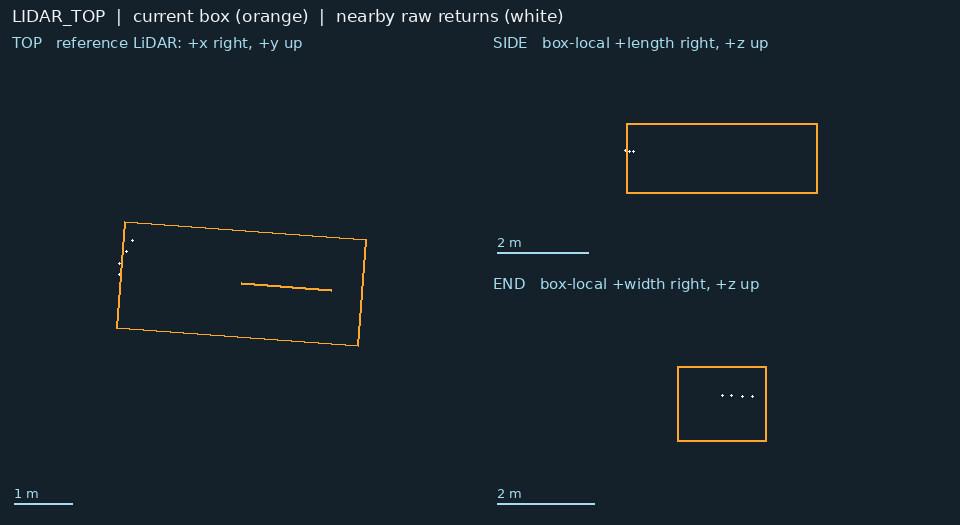 LIDAR_TOP  |  current box (orange)  |  nearby raw returns (white)
TOP   reference LiDAR: +x right, +y up
SIDE   box-local +length right, +z up
2 m
END   box-local +width right, +z up
1 m
2 m